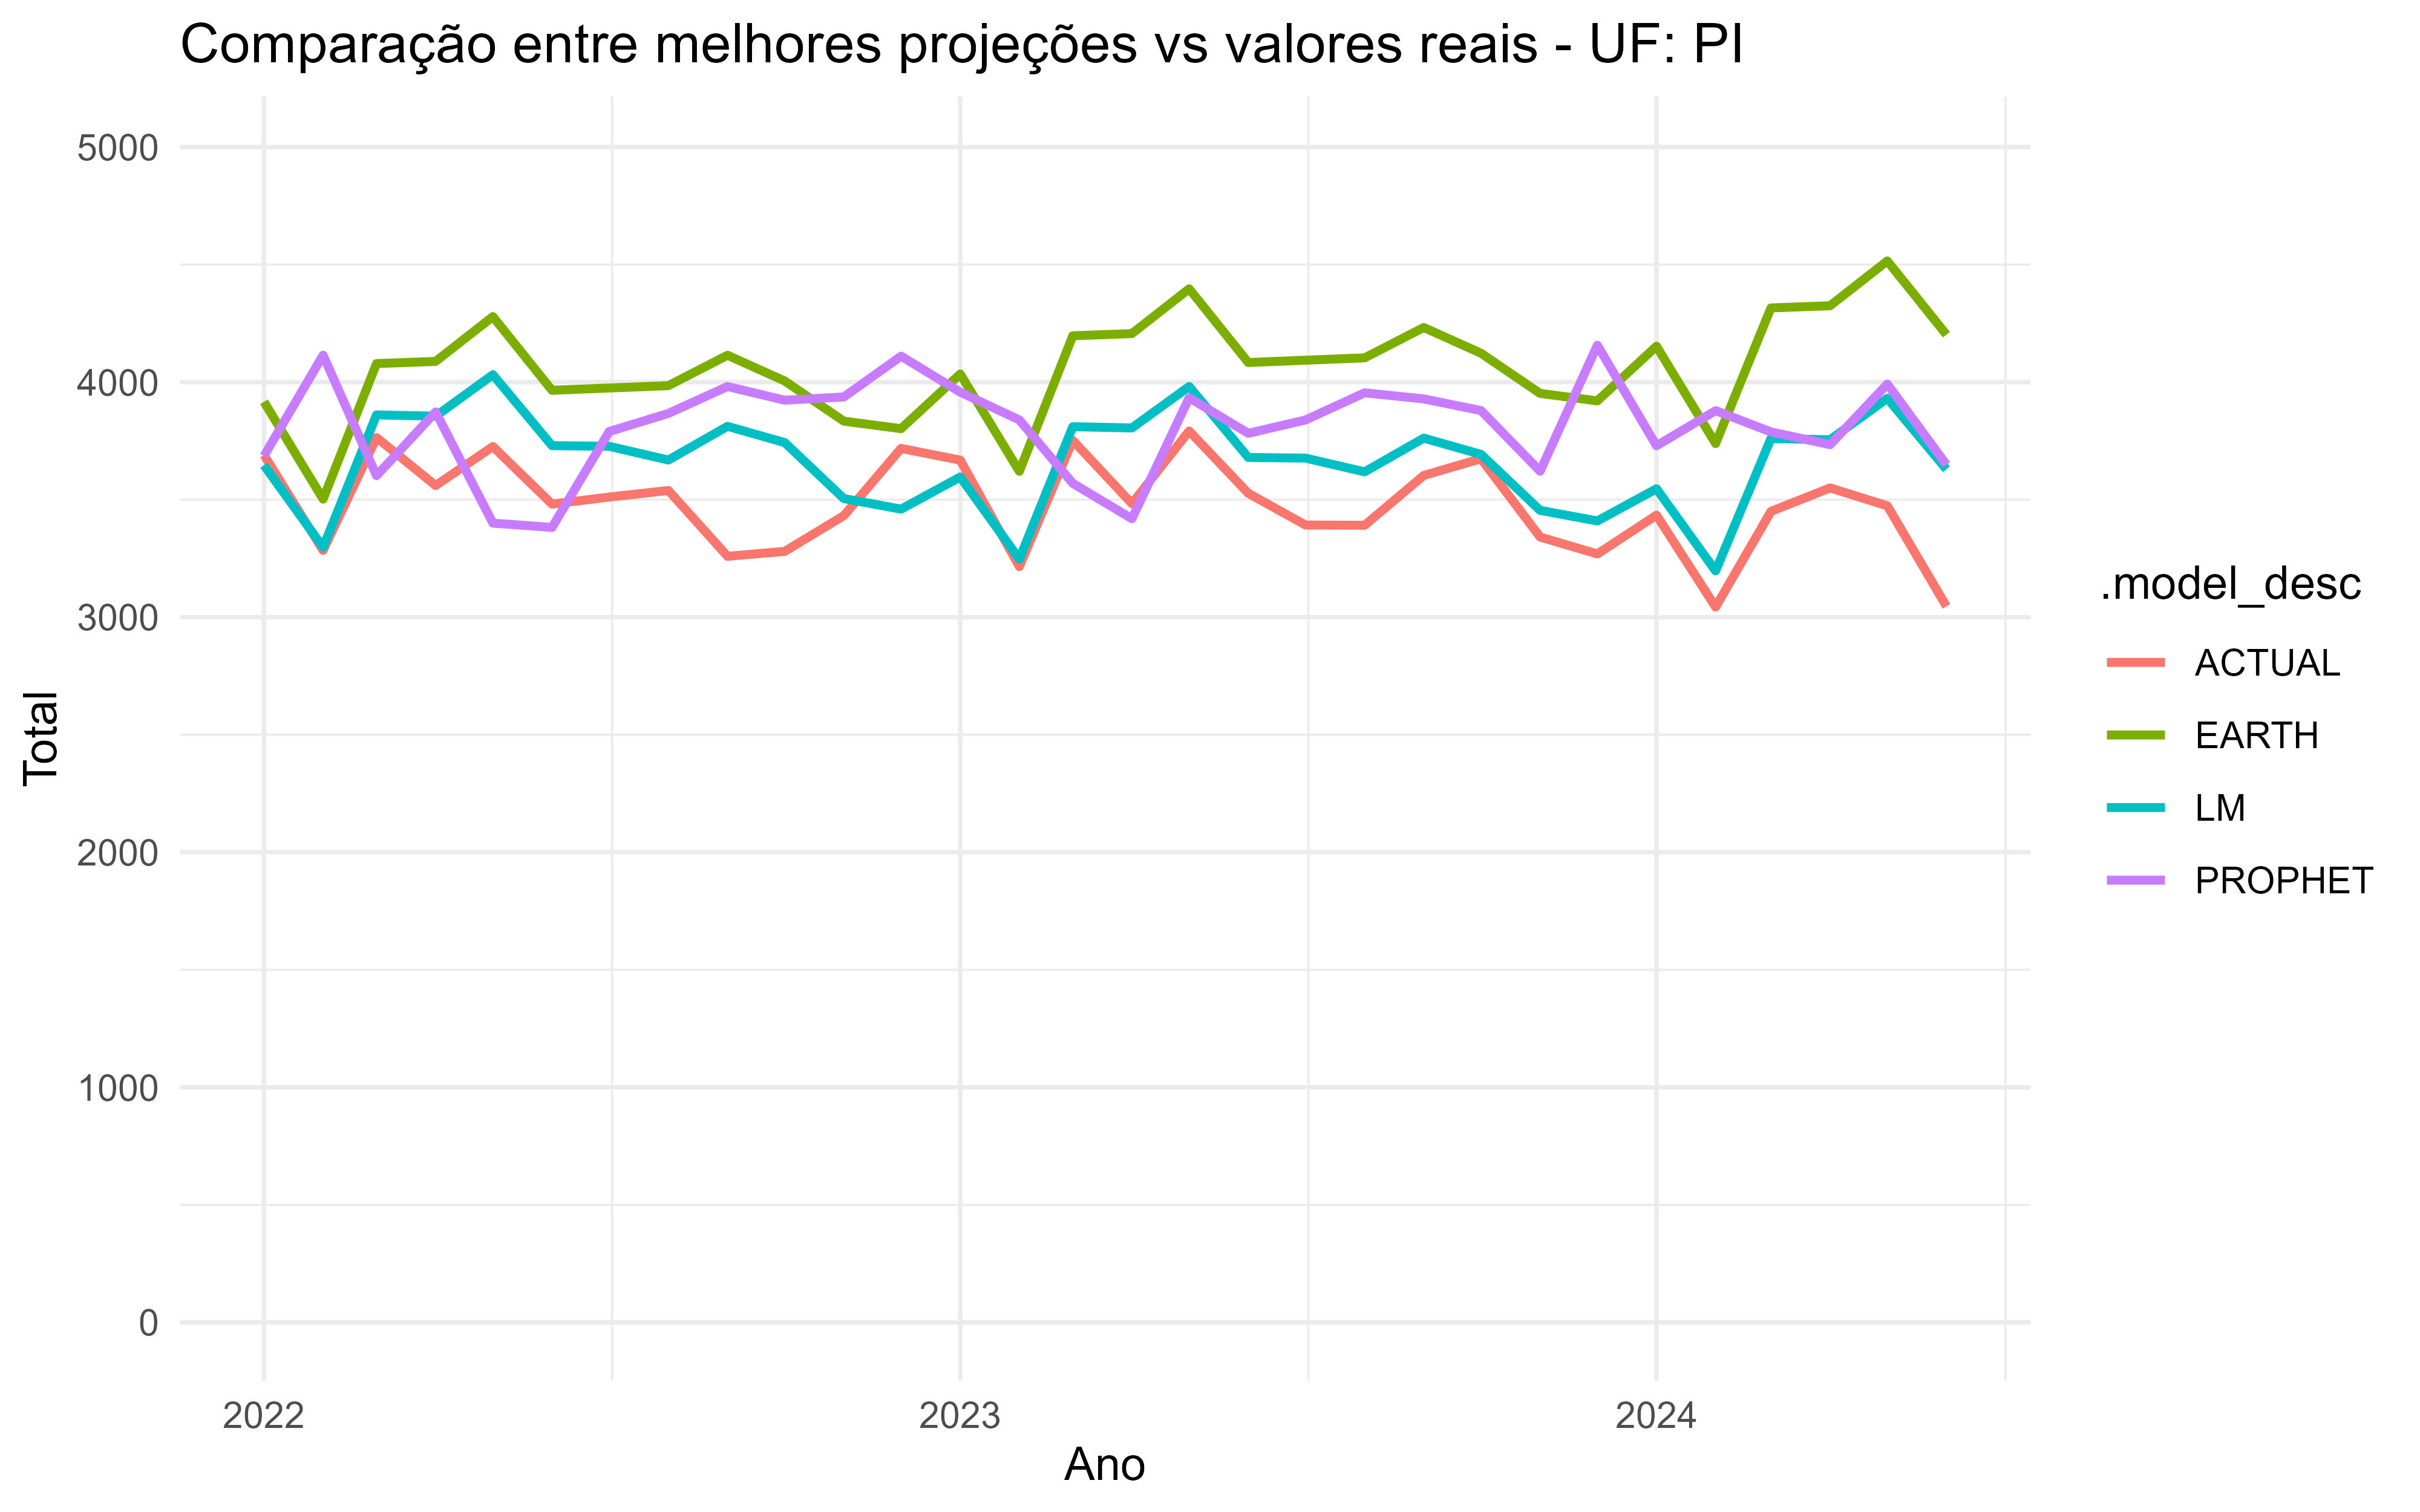 Comparação entre melhores projeções vs valores reais - UF: PI
5000
4000
3000
2000
1000
0
Total
2022
2023
2024
Ano
.model_desc
ACTUAL
EARTH
LM
PROPHET